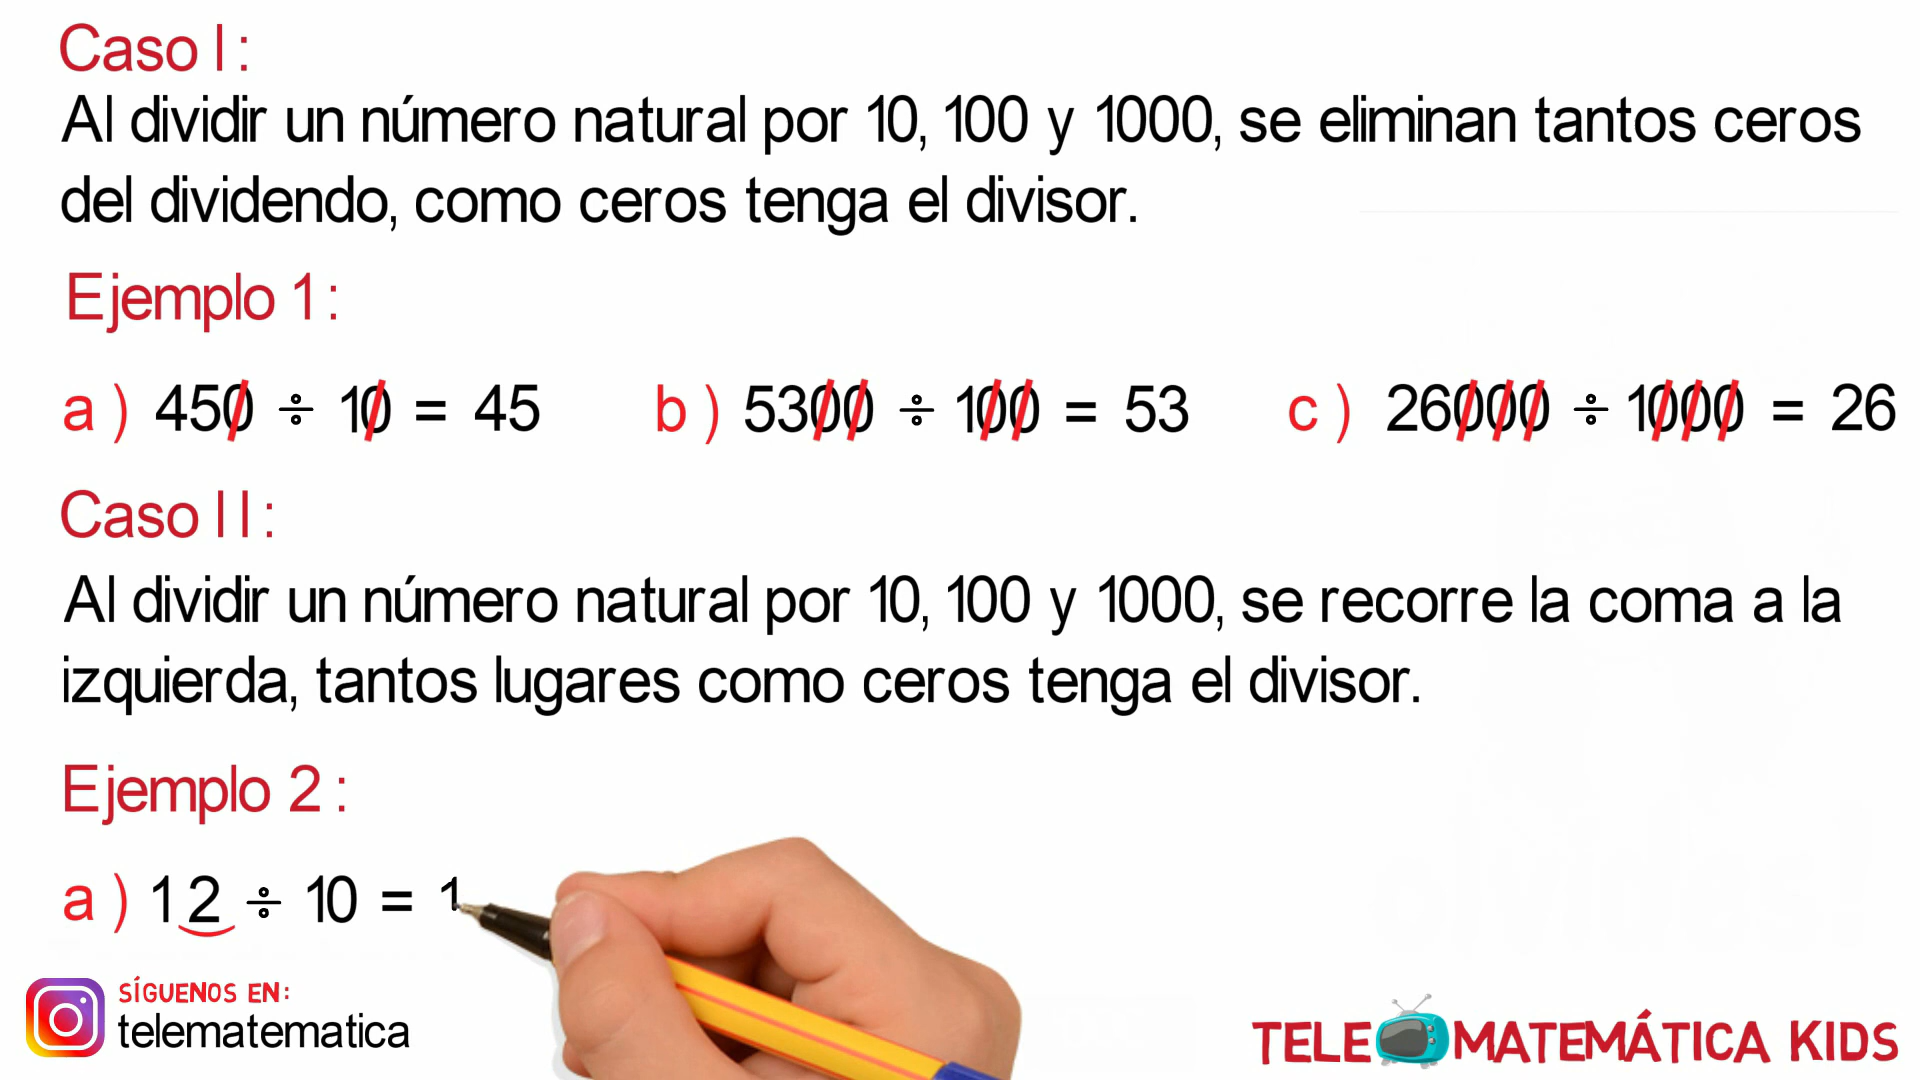 Caso I:
Al dividir un número natural por 10, 100 y 1000, se eliminan tantos ceros
del dividendo, como ceros tenga el divisor.
Ejemplo 1:
a) 450 ÷ 10 = 45 b) 5300 ÷ 100 = 53 c) 26000 ÷ 1000 = 26
Caso II:
Al dividir un número natural por 10, 100 y 1000, se recorre la coma a la
izquierda, tantos lugares como ceros tenga el divisor.
Ejemplo 2:
a) 12 ÷ 10 = 1
SÍGUENOS EN:
telematematica
TELEMATEMÁTICA KIDS